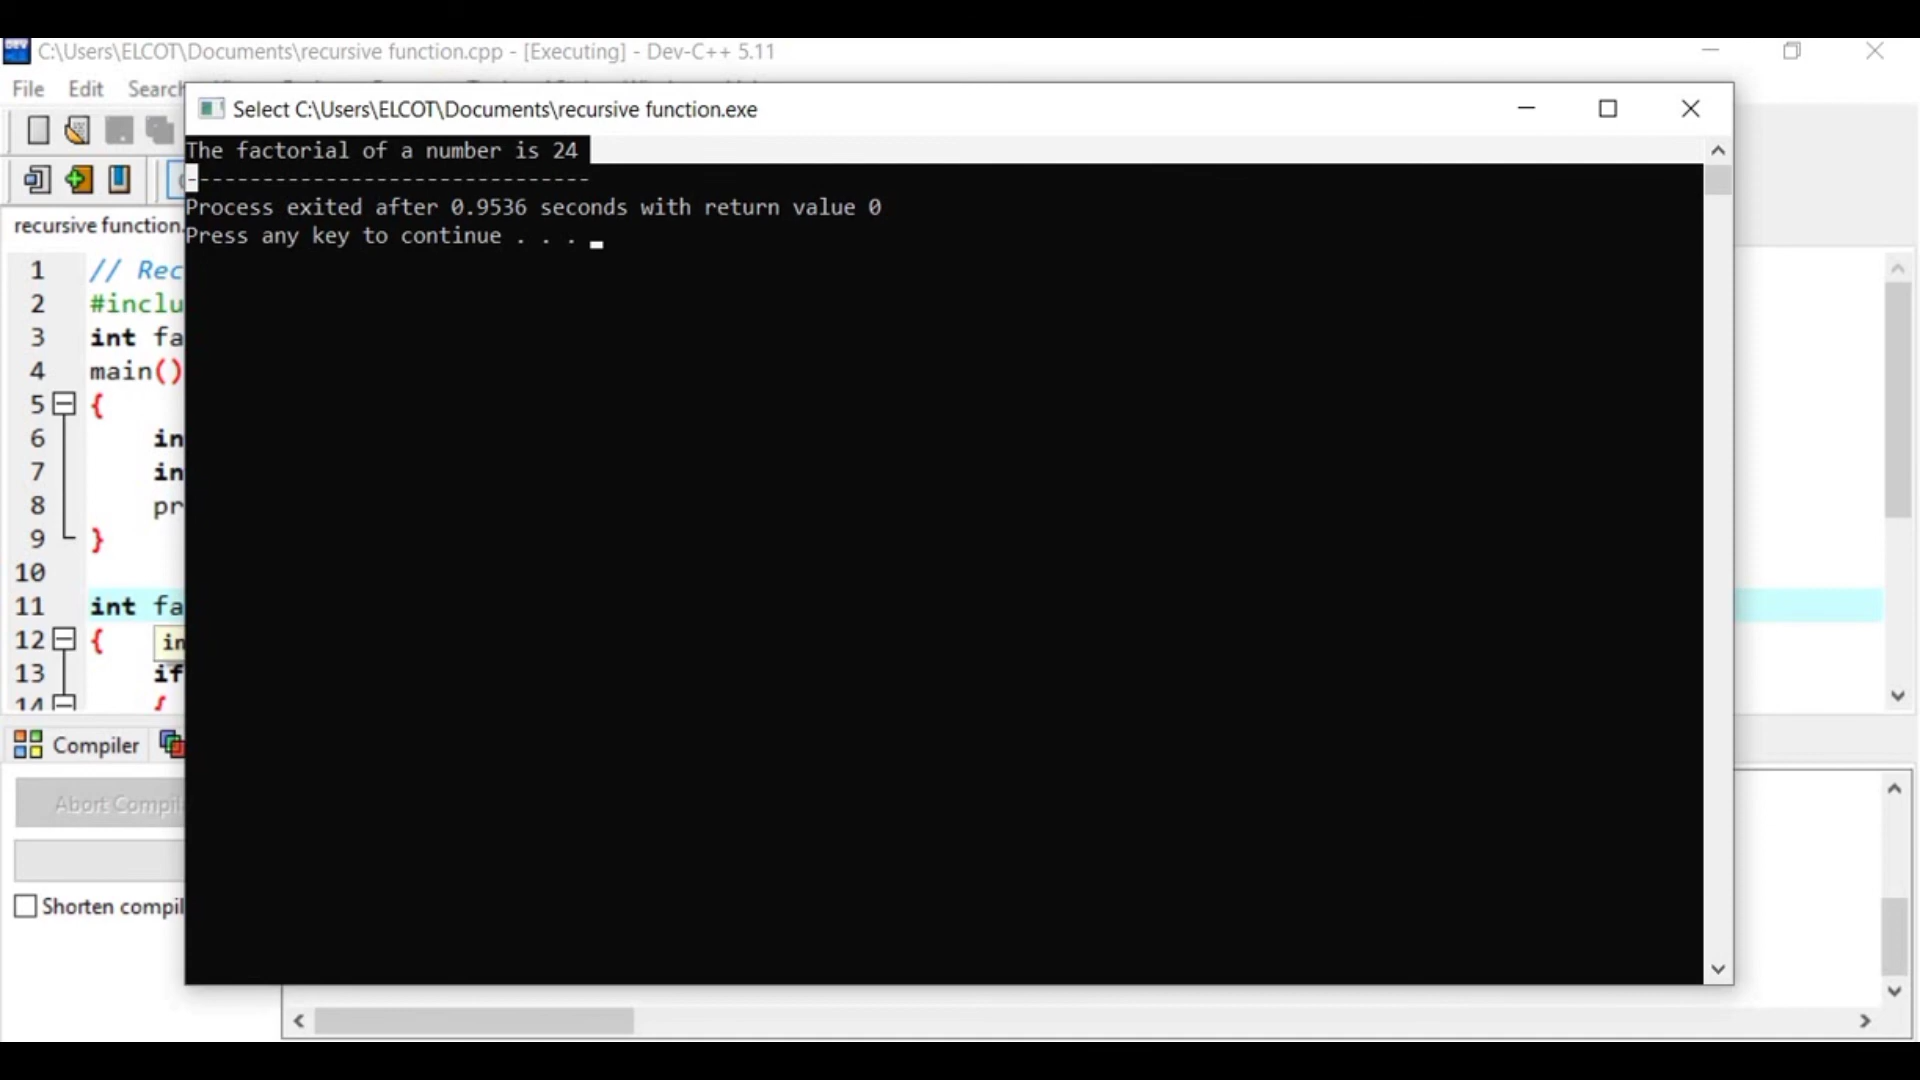 C:\Users\ELCOT\Documents\recursive function.cpp - [Executing] - Dev-C++ 5.11
File Edit Search
Select C:\Users\ELCOT\Documents\recursive function.exe
The factorial of a number is 24
--------------------------------
Process exited after 0.9536 seconds with return value 0
Press any key to continue . . .
recursive function.
1 // Rec
2 #inclu
3 int fa
4 main()
5 {
6 in
7 in
8 pr
9 }
10
11 int fa
12 {
in
13 if
14 {
Compiler
Abort Compil
Shorten compil